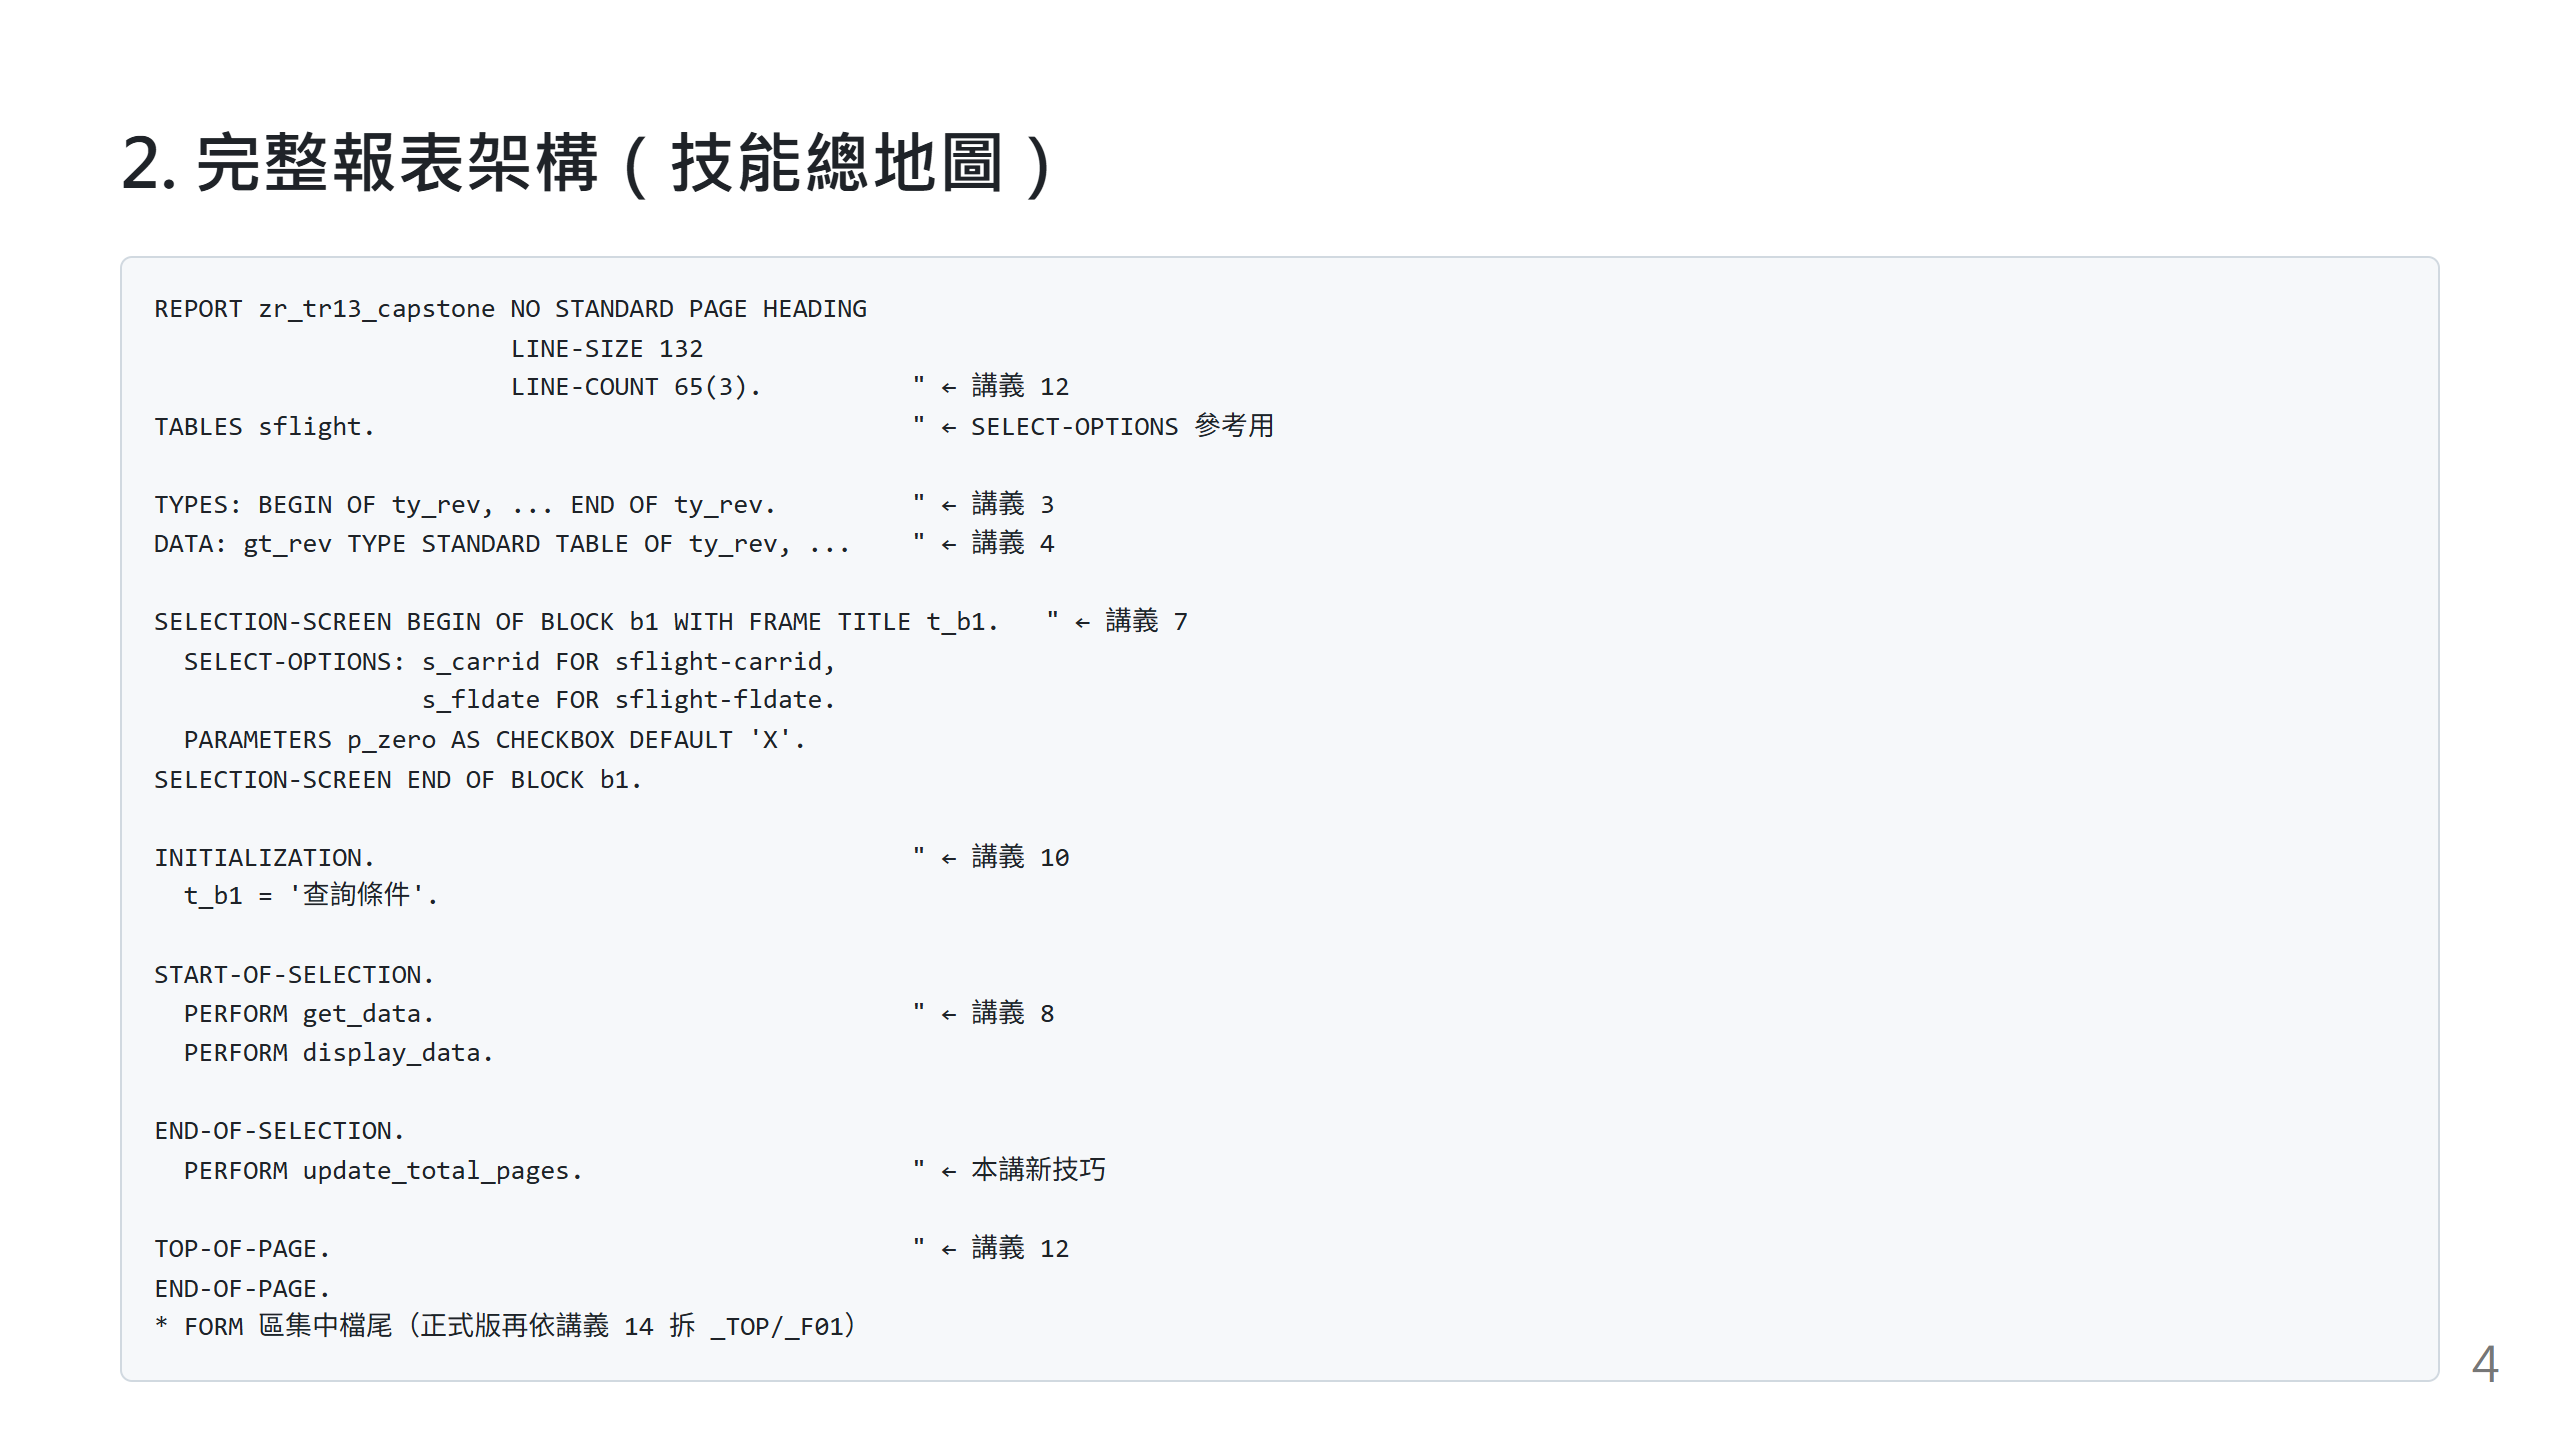 2. 完整報表架構（技能總地圖）
REPORT zr_tr13_capstone NO STANDARD PAGE HEADING
                        LINE-SIZE 132
                        LINE-COUNT 65(3).          " ← 講義 12
TABLES sflight.                                    " ← SELECT-OPTIONS 參考用
TYPES: BEGIN OF ty_rev, ... END OF ty_rev.         " ← 講義 3
DATA: gt_rev TYPE STANDARD TABLE OF ty_rev, ...    " ← 講義 4
SELECTION-SCREEN BEGIN OF BLOCK b1 WITH FRAME TITLE t_b1.   " ← 講義 7
  SELECT-OPTIONS: s_carrid FOR sflight-carrid,
                  s_fldate FOR sflight-fldate.
  PARAMETERS p_zero AS CHECKBOX DEFAULT 'X'.
SELECTION-SCREEN END OF BLOCK b1.
INITIALIZATION.                                    " ← 講義 10
  t_b1 = '查詢條件'.
START-OF-SELECTION.
  PERFORM get_data.                                " ← 講義 8
  PERFORM display_data.
END-OF-SELECTION.
  PERFORM update_total_pages.                      " ← 本講新技巧
TOP-OF-PAGE.                                       " ← 講義 12
END-OF-PAGE.
* FORM 區集中檔尾（正式版再依講義 14 拆 _TOP/_F01）
4